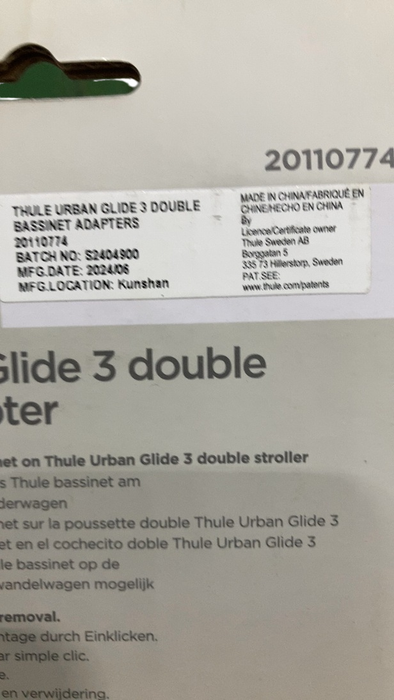 20110774
THULE URBAN GLIDE 3 DOUBLE
BASSINET ADAPTERS
20110774
BATCH NO: S2404900
MFG.DATE: 2024/06
MFG.LOCATION: Kunshan
MADE IN CHINA/FABRIQUÉ EN
CHINE/HECHO EN CHINA
By
Licence/Certificate owner
Thule Sweden AB
Borggatan 5
335 73 Hillerstorp, Sweden
PAT.SEE:
www.thule.com/patents
Glide 3 double
pter
net on Thule Urban Glide 3 double stroller
s Thule bassinet am
derwagen
net sur la poussette double Thule Urban Glide 3
et en el cochecito doble Thule Urban Glide 3
le bassinet op de
wandelwagen mogelijk
removal.
ntage durch Einklicken.
ar simple clic.
e.
en verwijdering.